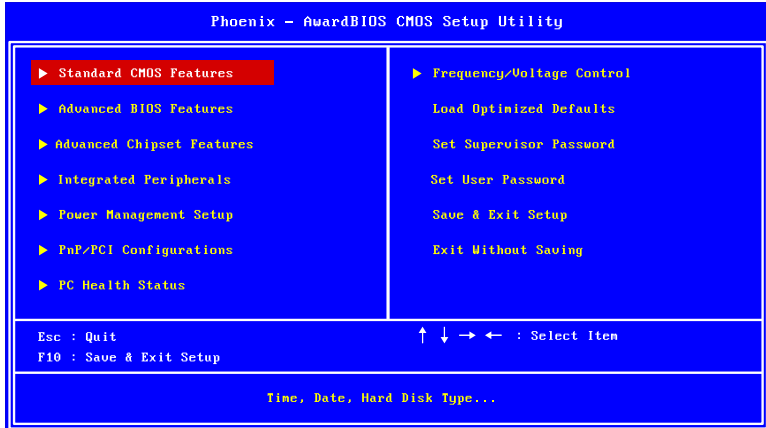 Phoenix – AwardBIOS CMOS Setup Utility
Standard CMOS Features
Advanced BIOS Features
Advanced Chipset Features
Integrated Peripherals
Power Management Setup
PnP/PCI Configurations
PC Health Status
Frequency/Voltage Control
Load Optimized Defaults
Set Supervisor Password
Set User Password
Save & Exit Setup
Exit Without Saving
Esc : Quit
F10 : Save & Exit Setup
↑ ↓ → ← : Select Item
Time, Date, Hard Disk Type...